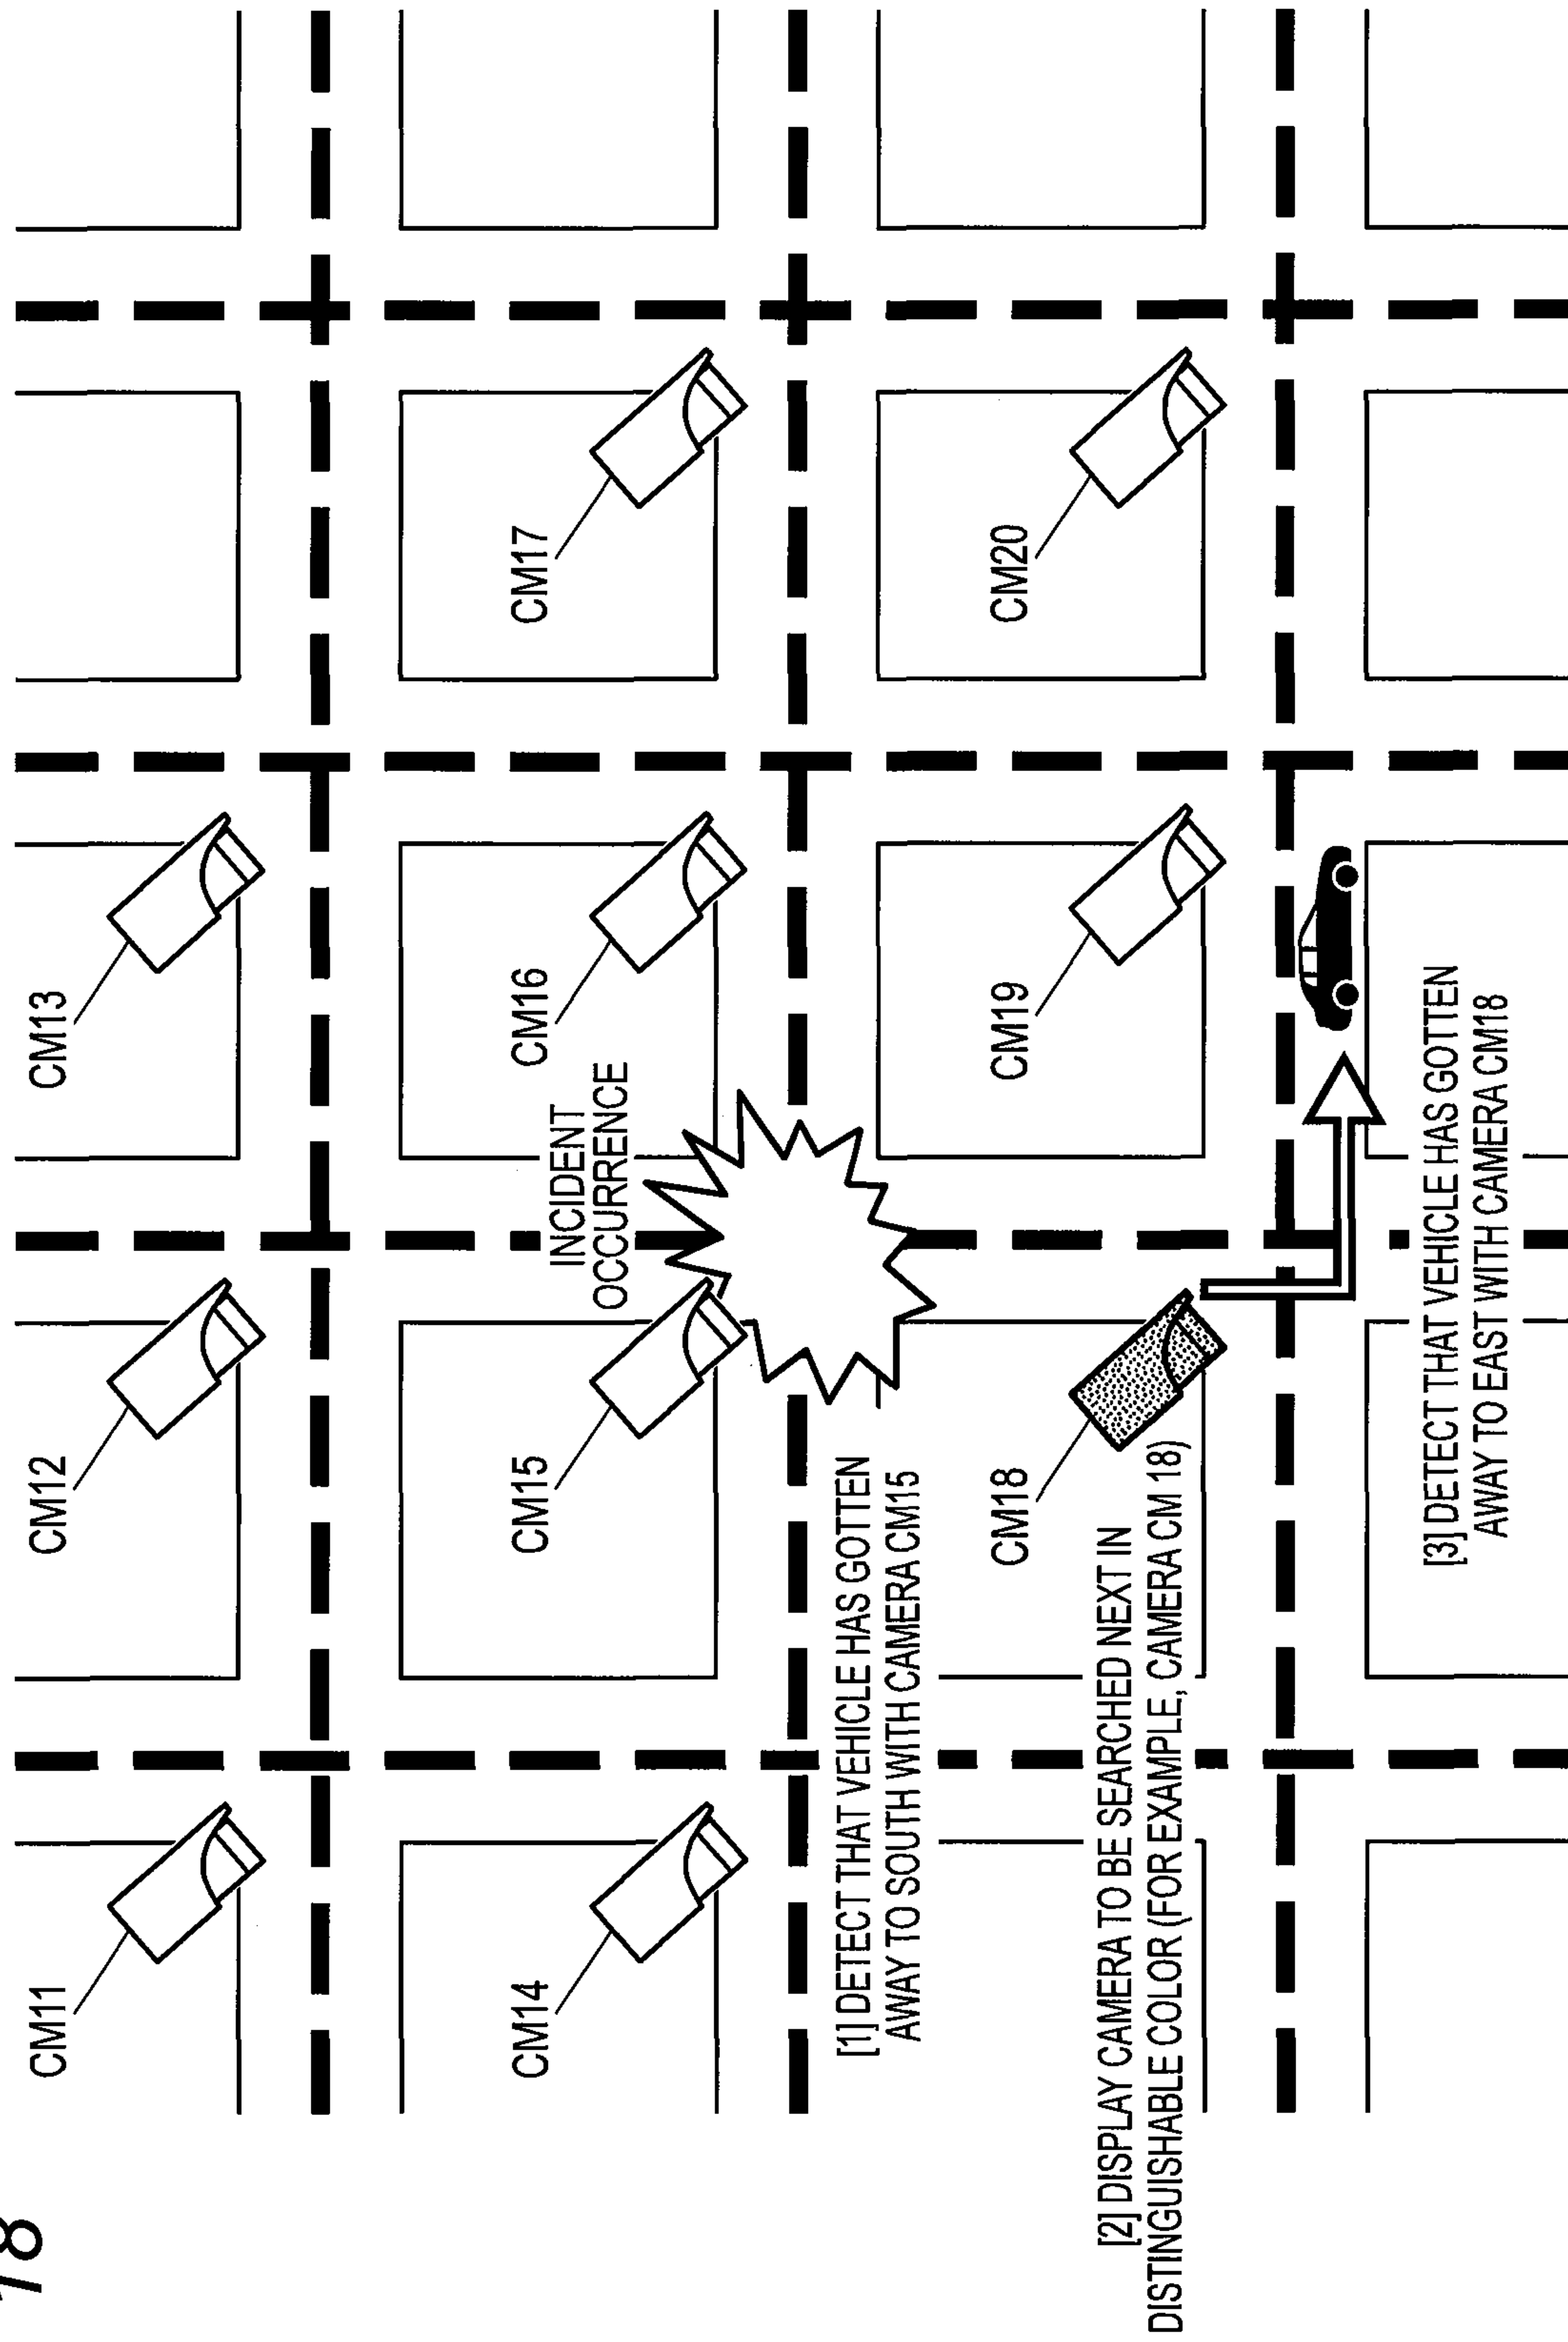 18
CM11
CM12
CM13
CM14
CM15
INCIDENT
OCCURRENCE
CM16
CM17
[1] DETECT THAT VEHICLE HAS GOTTEN
AWAY TO SOUTH WITH CAMERA CM15
CM18
CM19
CM20
[2] DISPLAY CAMERA TO BE SEARCHED NEXT IN
DISTINGUISHABLE COLOR (FOR EXAMPLE, CAMERA CM 18)
[3] DETECT THAT VEHICLE HAS GOTTEN
AWAY TO EAST WITH CAMERA CM18